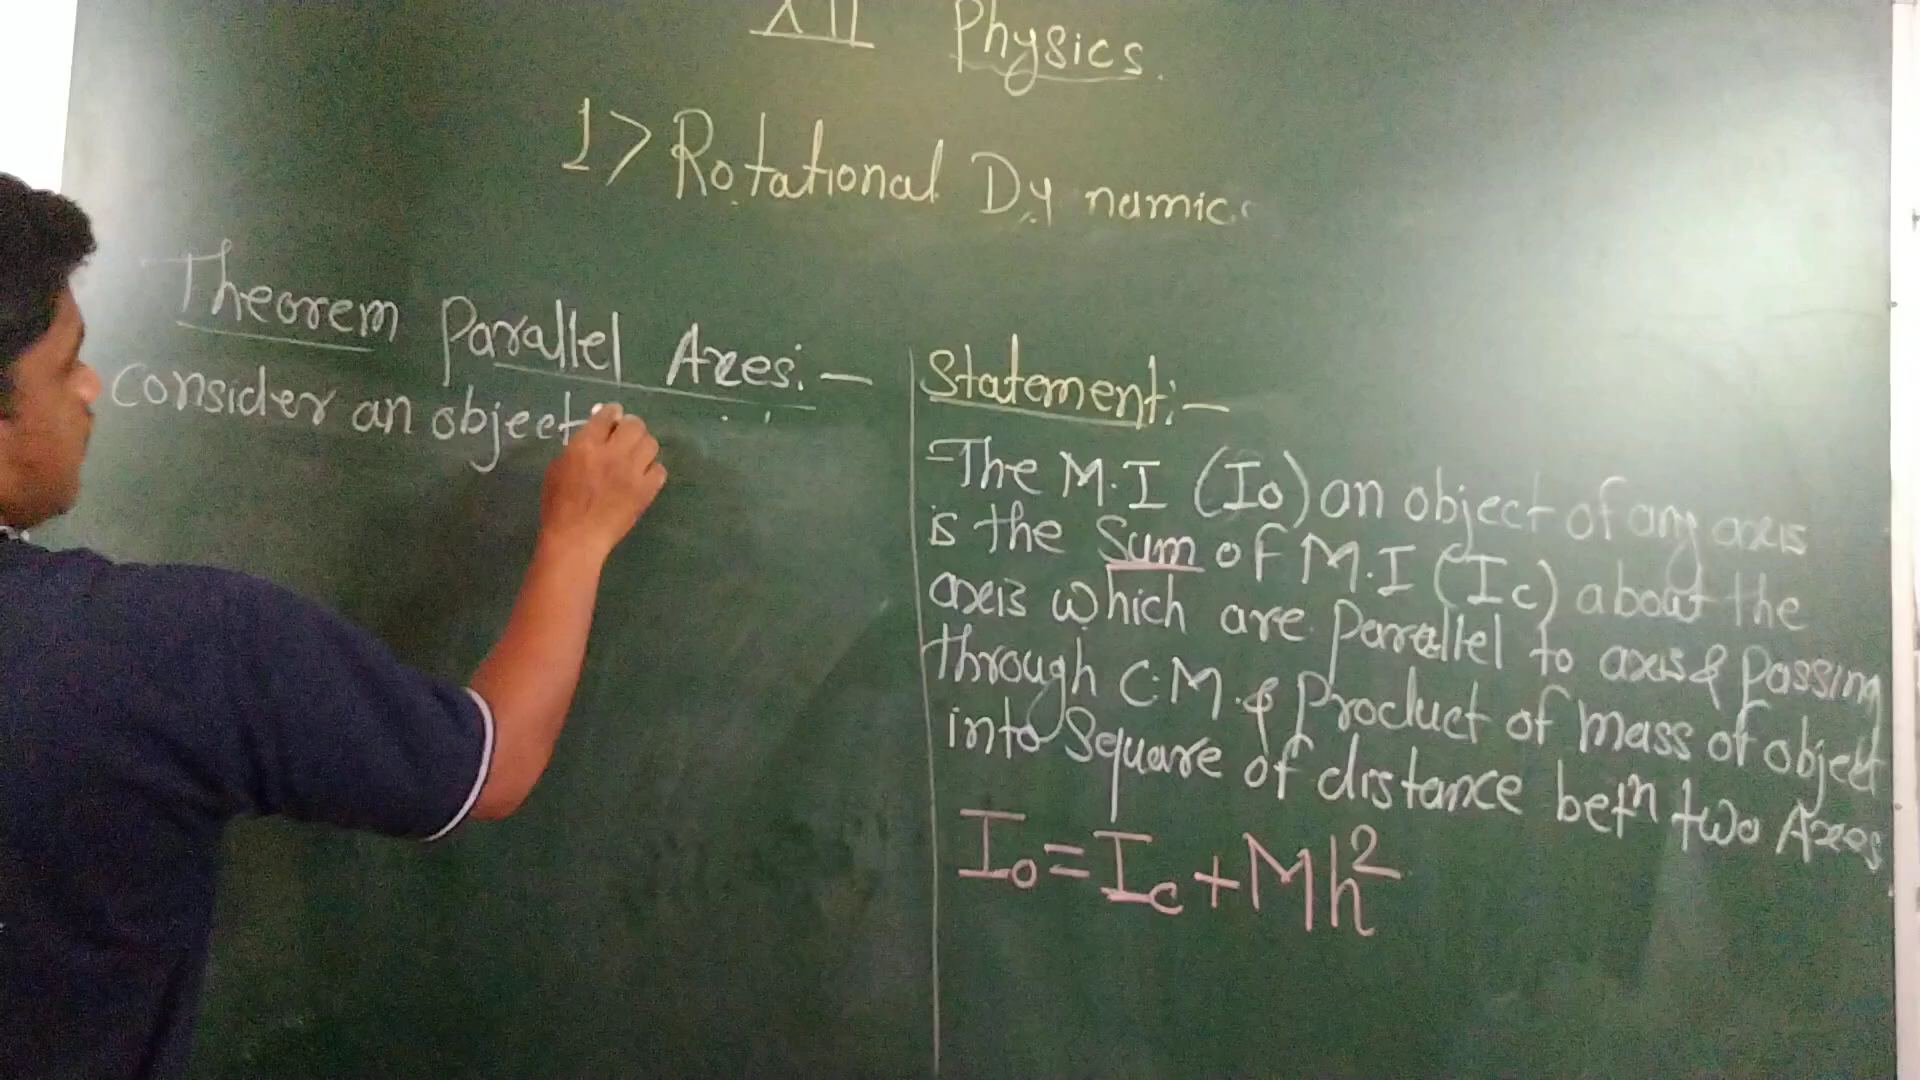 XII Physics.
1> Rotational Dynamic
Theorem Parallel Axes:-
Consider an object
Statement:-
-The M.I (Io) an object of any axis
is the Sum of M.I (Ic) about the
axis which are Parallel to axis & Passing
through C.M. & Product of mass of object
into Square of distance betn two Axes
Io=Ic+Mh²